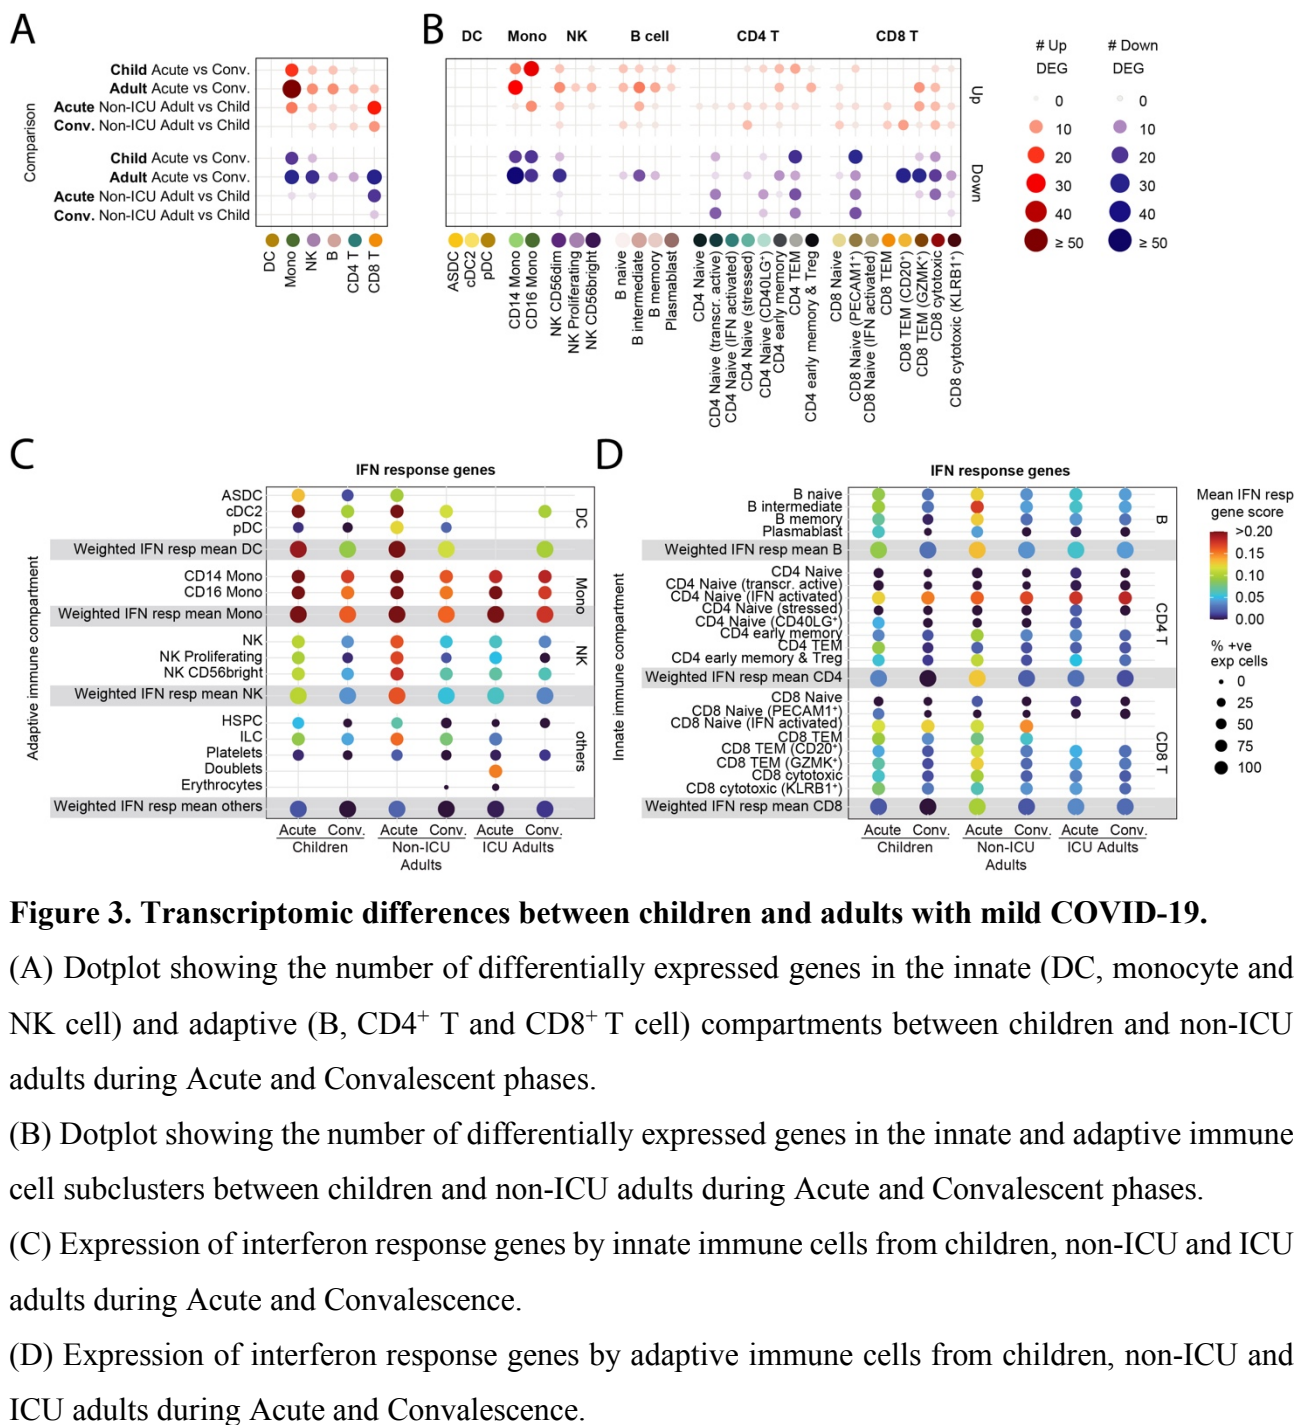 A
Comparison
Child Acute vs Conv.
Adult Acute vs Conv.
Acute Non-ICU Adult vs Child
Conv. Non-ICU Adult vs Child
Child Acute vs Conv.
Adult Acute vs Conv.
Acute Non-ICU Adult vs Child
Conv. Non-ICU Adult vs Child
DC
Mono
NK
B
CD4 T
CD8 T
B
DC Mono NK B cell CD4 T CD8 T
Up
Down
ASDC
cDC2
pDC
CD14 Mono
CD16 Mono
NK CD56dim
NK Proliferating
NK CD56bright
B naive
B intermediate
B memory
Plasmablast
CD4 Naive
CD4 Naive (transcr. active)
CD4 Naive (IFN activated)
CD4 Naive (stressed)
CD4 Naive (CD40LG⁺)
CD4 early memory
CD4 TEM
CD4 early memory & Treg
CD8 Naive
CD8 Naive (PECAM1⁺)
CD8 Naive (IFN activated)
CD8 TEM
CD8 TEM (CD20⁺)
CD8 TEM (GZMK⁺)
CD8 cytotoxic
CD8 cytotoxic (KLRB1⁺)
# Up # Down
DEG DEG
0 0
10 10
20 20
30 30
40 40
≥ 50 ≥ 50
C
IFN response genes
Adaptive immune compartment
ASDC
cDC2
pDC
Weighted IFN resp mean DC
DC
CD14 Mono
CD16 Mono
Weighted IFN resp mean Mono
Mono
NK
NK Proliferating
NK CD56bright
Weighted IFN resp mean NK
NK
HSPC
ILC
Platelets
Doublets
Erythrocytes
Weighted IFN resp mean others
others
Acute Conv. Acute Conv. Acute Conv.
Children Non-ICU Adults ICU Adults
D
IFN response genes
Innate immune compartment
B naive
B intermediate
B memory
Plasmablast
Weighted IFN resp mean B
B
CD4 Naive
CD4 Naive (transcr. active)
CD4 Naive (IFN activated)
CD4 Naive (stressed)
CD4 Naive (CD40LG⁺)
CD4 early memory
CD4 TEM
CD4 early memory & Treg
Weighted IFN resp mean CD4
CD4 T
CD8 Naive
CD8 Naive (PECAM1⁺)
CD8 Naive (IFN activated)
CD8 TEM
CD8 TEM (CD20⁺)
CD8 TEM (GZMK⁺)
CD8 cytotoxic
CD8 cytotoxic (KLRB1⁺)
Weighted IFN resp mean CD8
CD8 T
Acute Conv. Acute Conv. Acute Conv.
Children Non-ICU Adults ICU Adults
Mean IFN resp
gene score
>0.20
0.15
0.10
0.05
0.00
% +ve
exp cells
0
25
50
75
100
Figure 3. Transcriptomic differences between children and adults with mild COVID-19.
(A) Dotplot showing the number of differentially expressed genes in the innate (DC, monocyte and
NK cell) and adaptive (B, CD4⁺ T and CD8⁺ T cell) compartments between children and non-ICU
adults during Acute and Convalescent phases.
(B) Dotplot showing the number of differentially expressed genes in the innate and adaptive immune
cell subclusters between children and non-ICU adults during Acute and Convalescent phases.
(C) Expression of interferon response genes by innate immune cells from children, non-ICU and ICU
adults during Acute and Convalescence.
(D) Expression of interferon response genes by adaptive immune cells from children, non-ICU and
ICU adults during Acute and Convalescence.